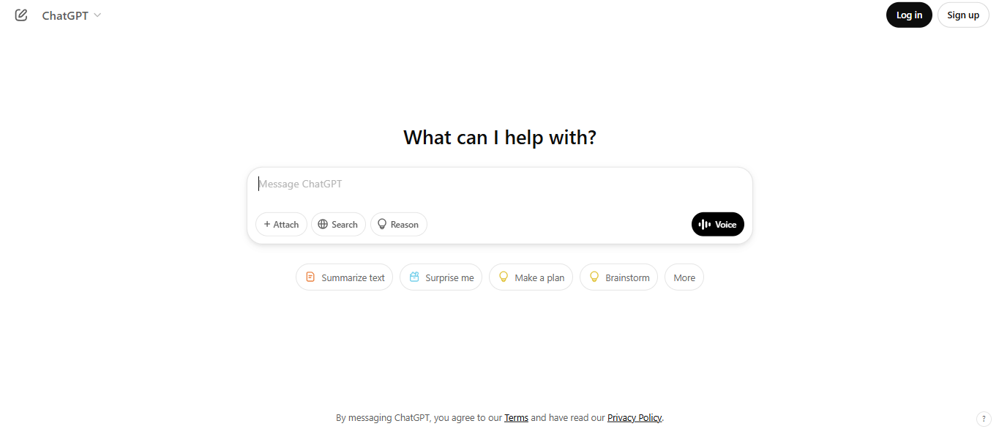 ChatGPT
Log in
Sign up
What can I help with?
Message ChatGPT
+ Attach
Search
Reason
Voice
Summarize text
Surprise me
Make a plan
Brainstorm
More
By messaging ChatGPT, you agree to our Terms and have read our Privacy Policy.
?